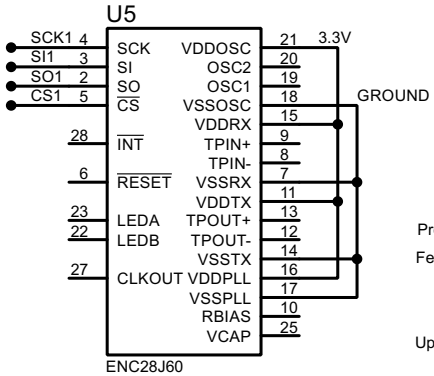 U5
SCK1 4 SCK VDDOSC 21 3.3V
SI1 3 SI OSC2 20
SO1 2 SO OSC1 19
CS1 5 CS VSSOSC 18 GROUND
VDDRX 15
28 INT TPIN+ 9
TPIN- 8
6 RESET VSSRX 7
VDDTX 11
23 LEDA TPOUT+ 13
22 LEDB TPOUT- 12
Pr
VSSTX 14
Fe
27 CLKOUT VDDPLL 16
VSSPLL 17
RBIAS 10
VCAP 25
Up
ENC28J60